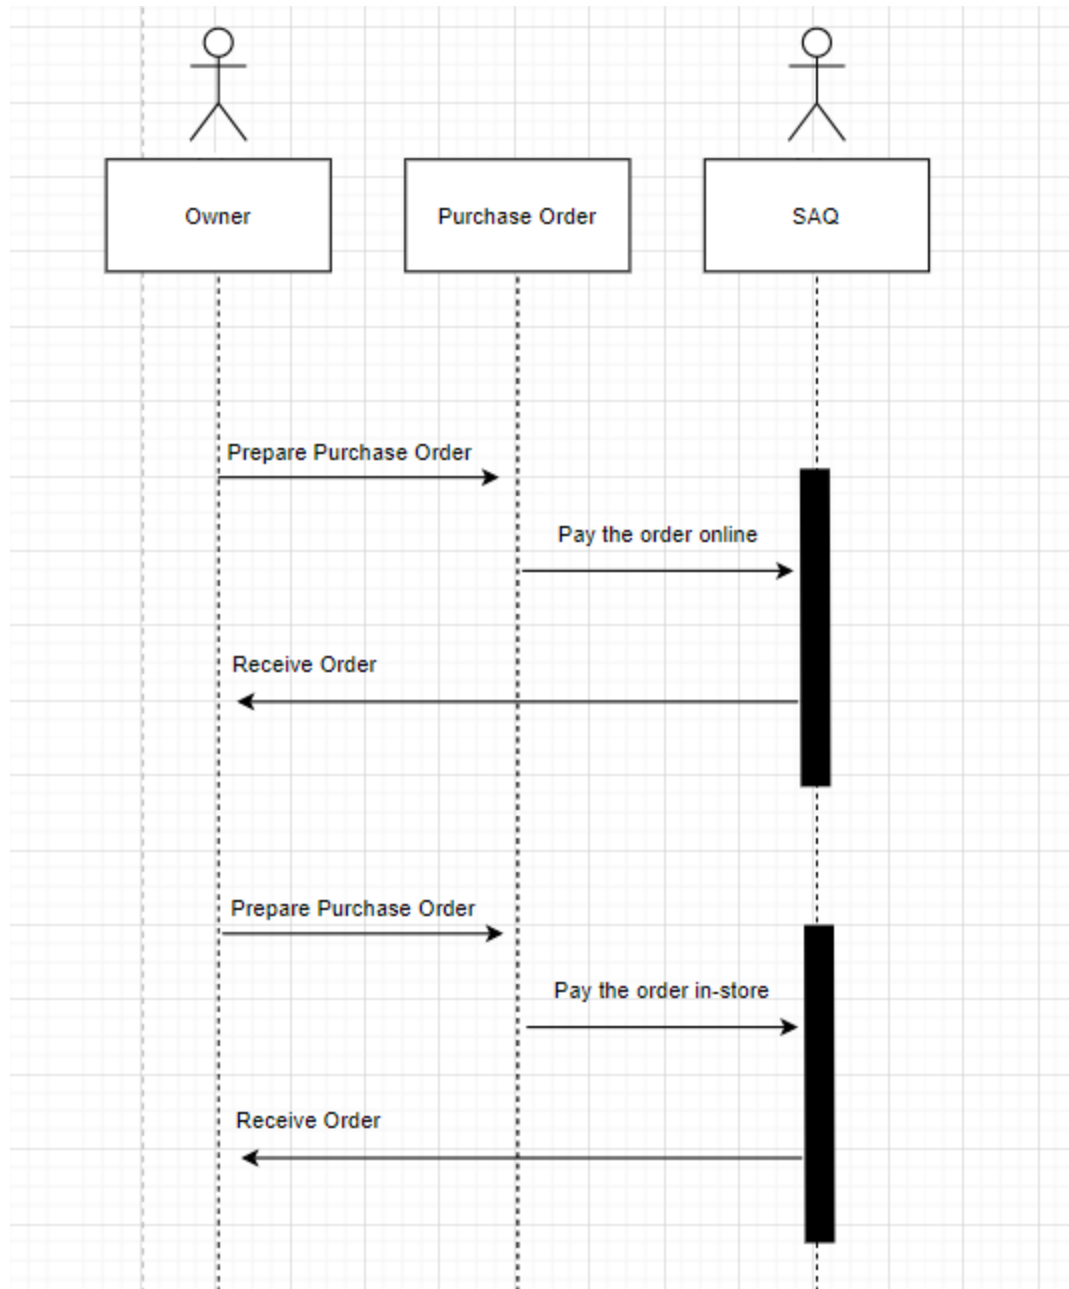 Owner
Purchase Order
SAQ
Prepare Purchase Order
Pay the order online
Receive Order
Prepare Purchase Order
Pay the order in-store
Receive Order